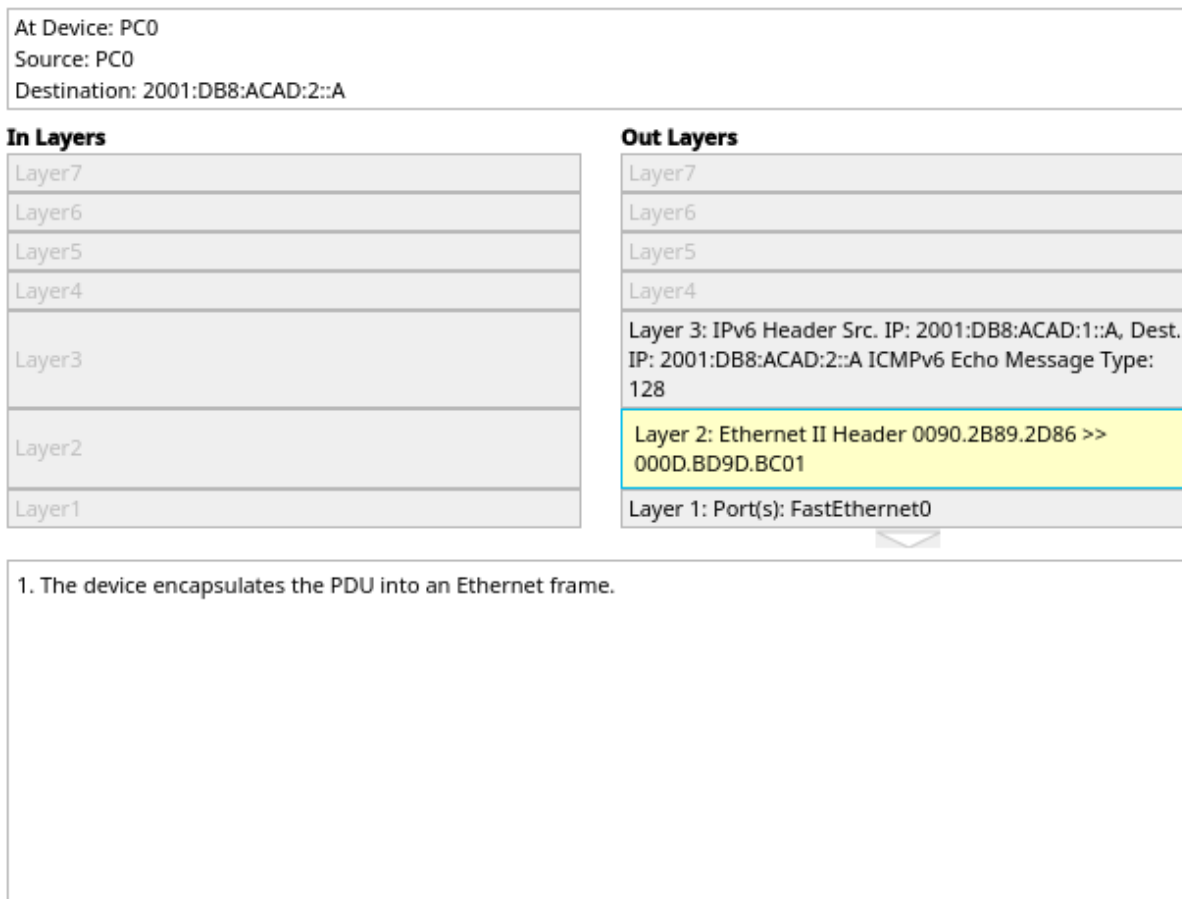 At Device: PC0
Source: PC0
Destination: 2001:DB8:ACAD:2::A
In Layers
Layer7
Layer6
Layer5
Layer4
Layer3
Layer2
Layer1
Out Layers
Layer7
Layer6
Layer5
Layer4
Layer 3: IPv6 Header Src. IP: 2001:DB8:ACAD:1::A, Dest.
IP: 2001:DB8:ACAD:2::A ICMPv6 Echo Message Type:
128
Layer 2: Ethernet II Header 0090.2B89.2D86 >>
000D.BD9D.BC01
Layer 1: Port(s): FastEthernet0
1. The device encapsulates the PDU into an Ethernet frame.